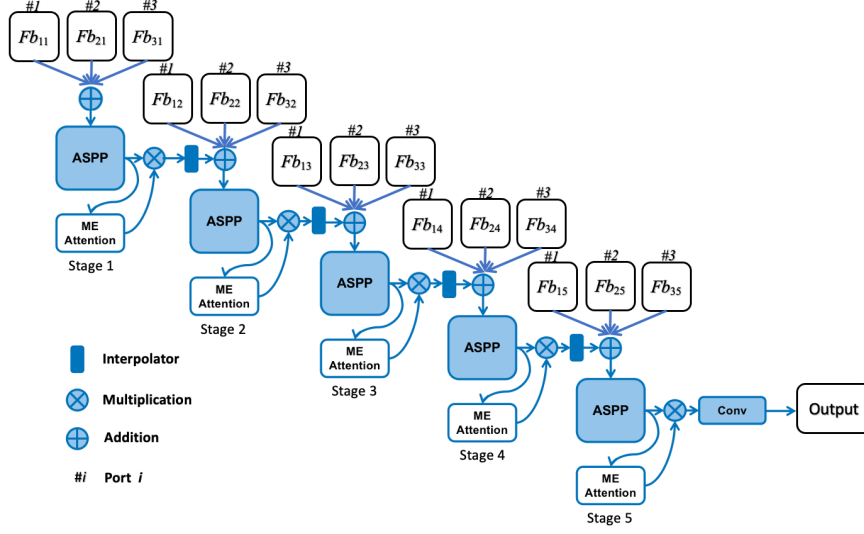 #1 #2 #3
Fb₁₁ Fb₂₁ Fb₃₁
#1 #2 #3
Fb₁₂ Fb₂₂ Fb₃₂
ASPP
ME
Attention
Stage 1
#1 #2 #3
Fb₁₃ Fb₂₃ Fb₃₃
ASPP
ME
Attention
Stage 2
#1 #2 #3
Fb₁₄ Fb₂₄ Fb₃₄
ASPP
ME
Attention
Stage 3
#1 #2 #3
Fb₁₅ Fb₂₅ Fb₃₅
ASPP
ME
Attention
Stage 4
ASPP
ME
Attention
Stage 5
Conv
Output
Interpolator
Multiplication
Addition
#i Port i